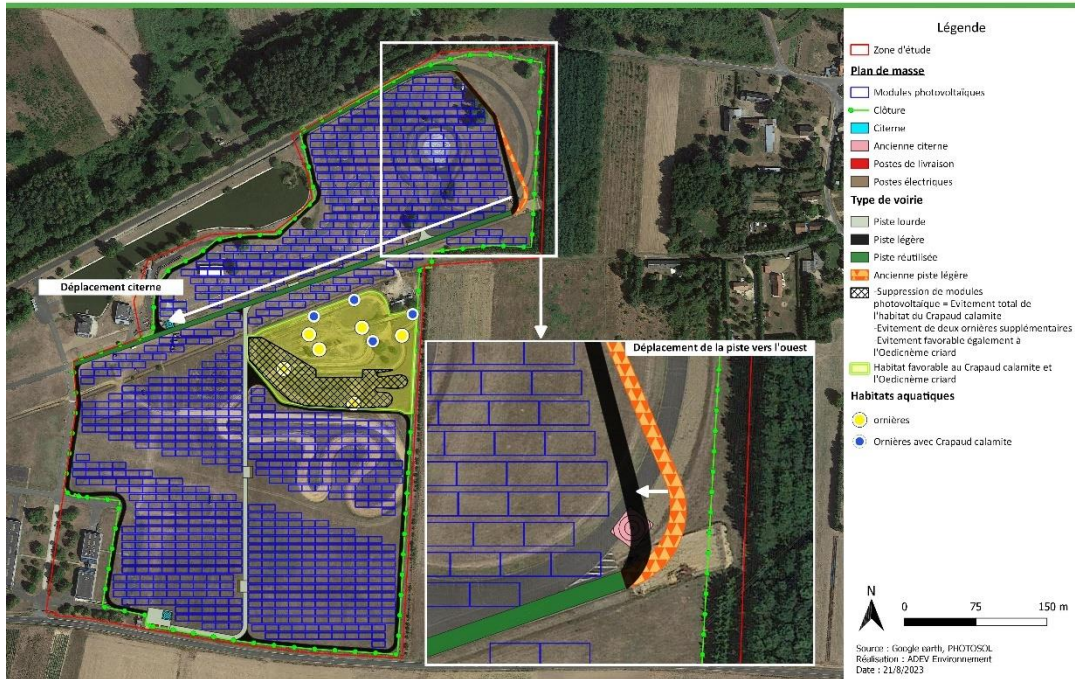 Déplacement citerne
Déplacement de la piste vers l'ouest
Légende
Zone d'étude
Plan de masse
Modules photovoltaïques
Clôture
Citerne
Ancienne citerne
Postes de livraison
Postes électriques
Type de voirie
Piste lourde
Piste légère
Piste réutilisée
Ancienne piste légère
-Suppression de modules
photovoltaïque = Evitement total de
l'habitat du Crapaud calamite
-Evitement de deux ornières supplémentaires
-Evitement favorable également à
l'Oedicnème criard
Habitat favorable au Crapaud calamite et
l'Oedicnème criard
Habitats aquatiques
ornières
Ornières avec Crapaud calamite
N
0 75 150 m
Source : Google earth, PHOTOSOL
Réalisation : ADEV Environnement
Date : 21/8/2023